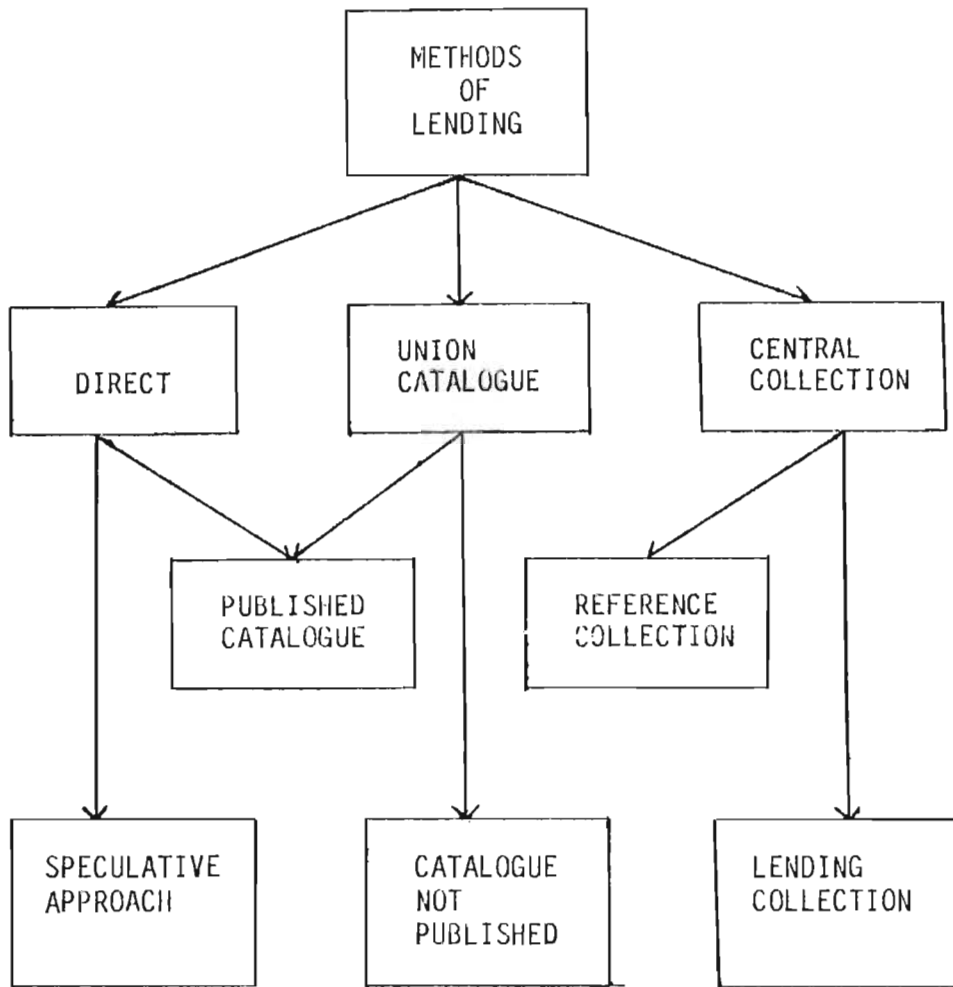 METHODS
OF
LENDING
DIRECT
UNION
CATALOGUE
CENTRAL
COLLECTION
PUBLISHED
CATALOGUE
REFERENCE
COLLECTION
SPECULATIVE
APPROACH
CATALOGUE
NOT
PUBLISHED
LENDING
COLLECTION